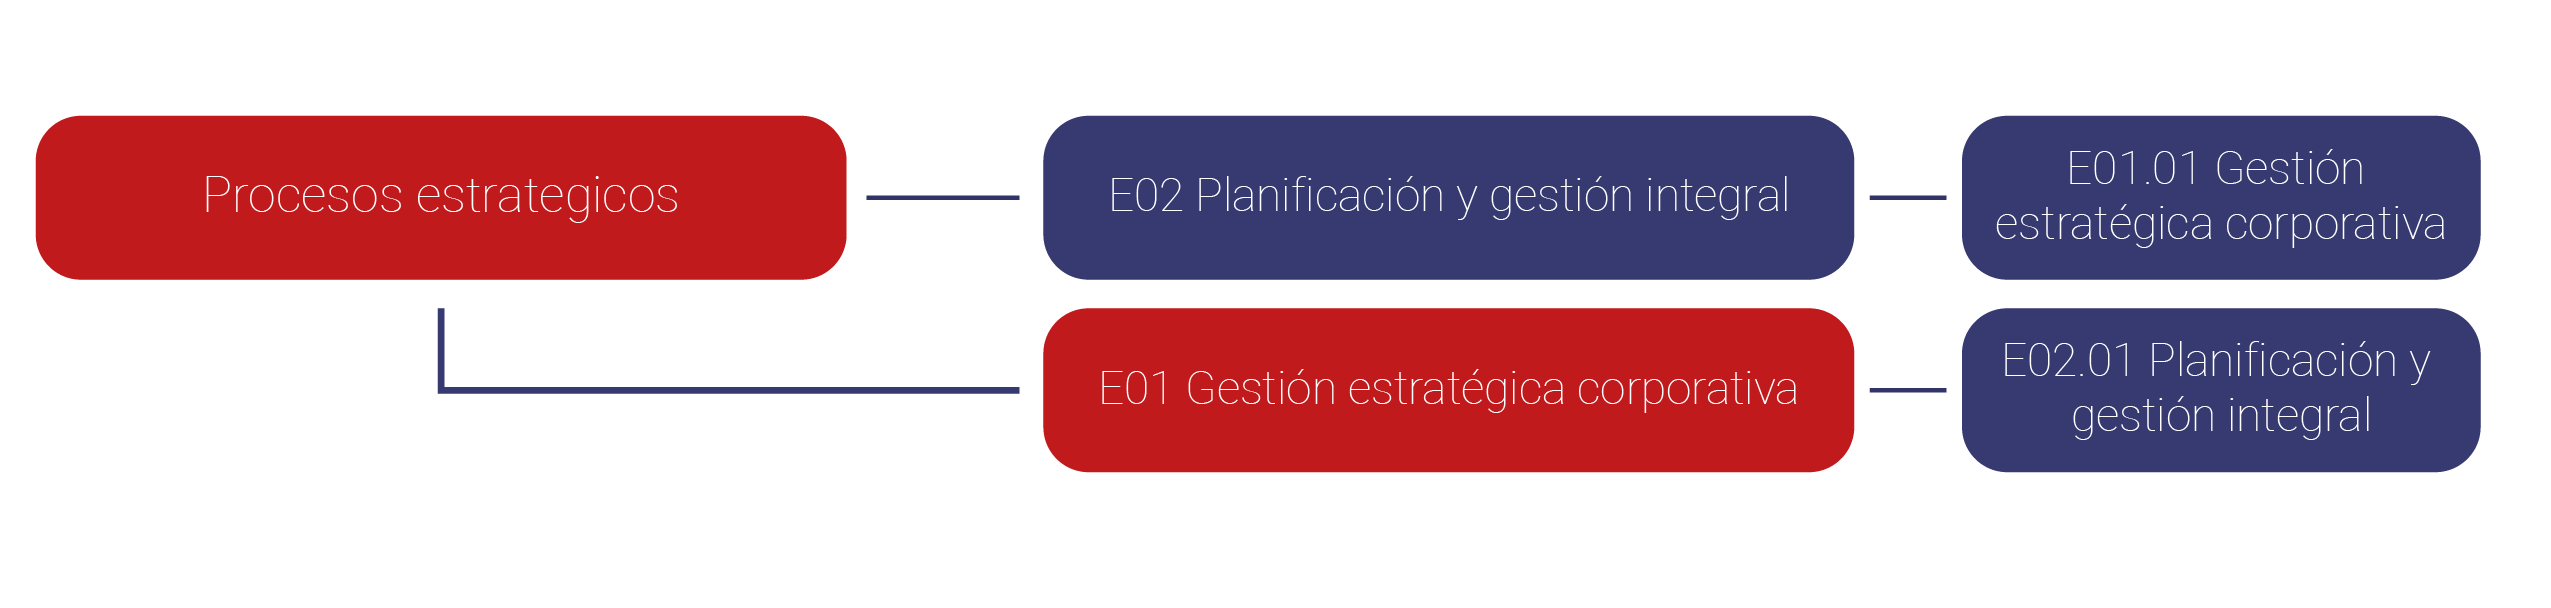 Procesos estrategicos
E02 Planificación y gestión integral
E01.01 Gestión
estratégica corporativa
E01 Gestión estratégica corporativa
E02.01 Planificación y
gestión integral